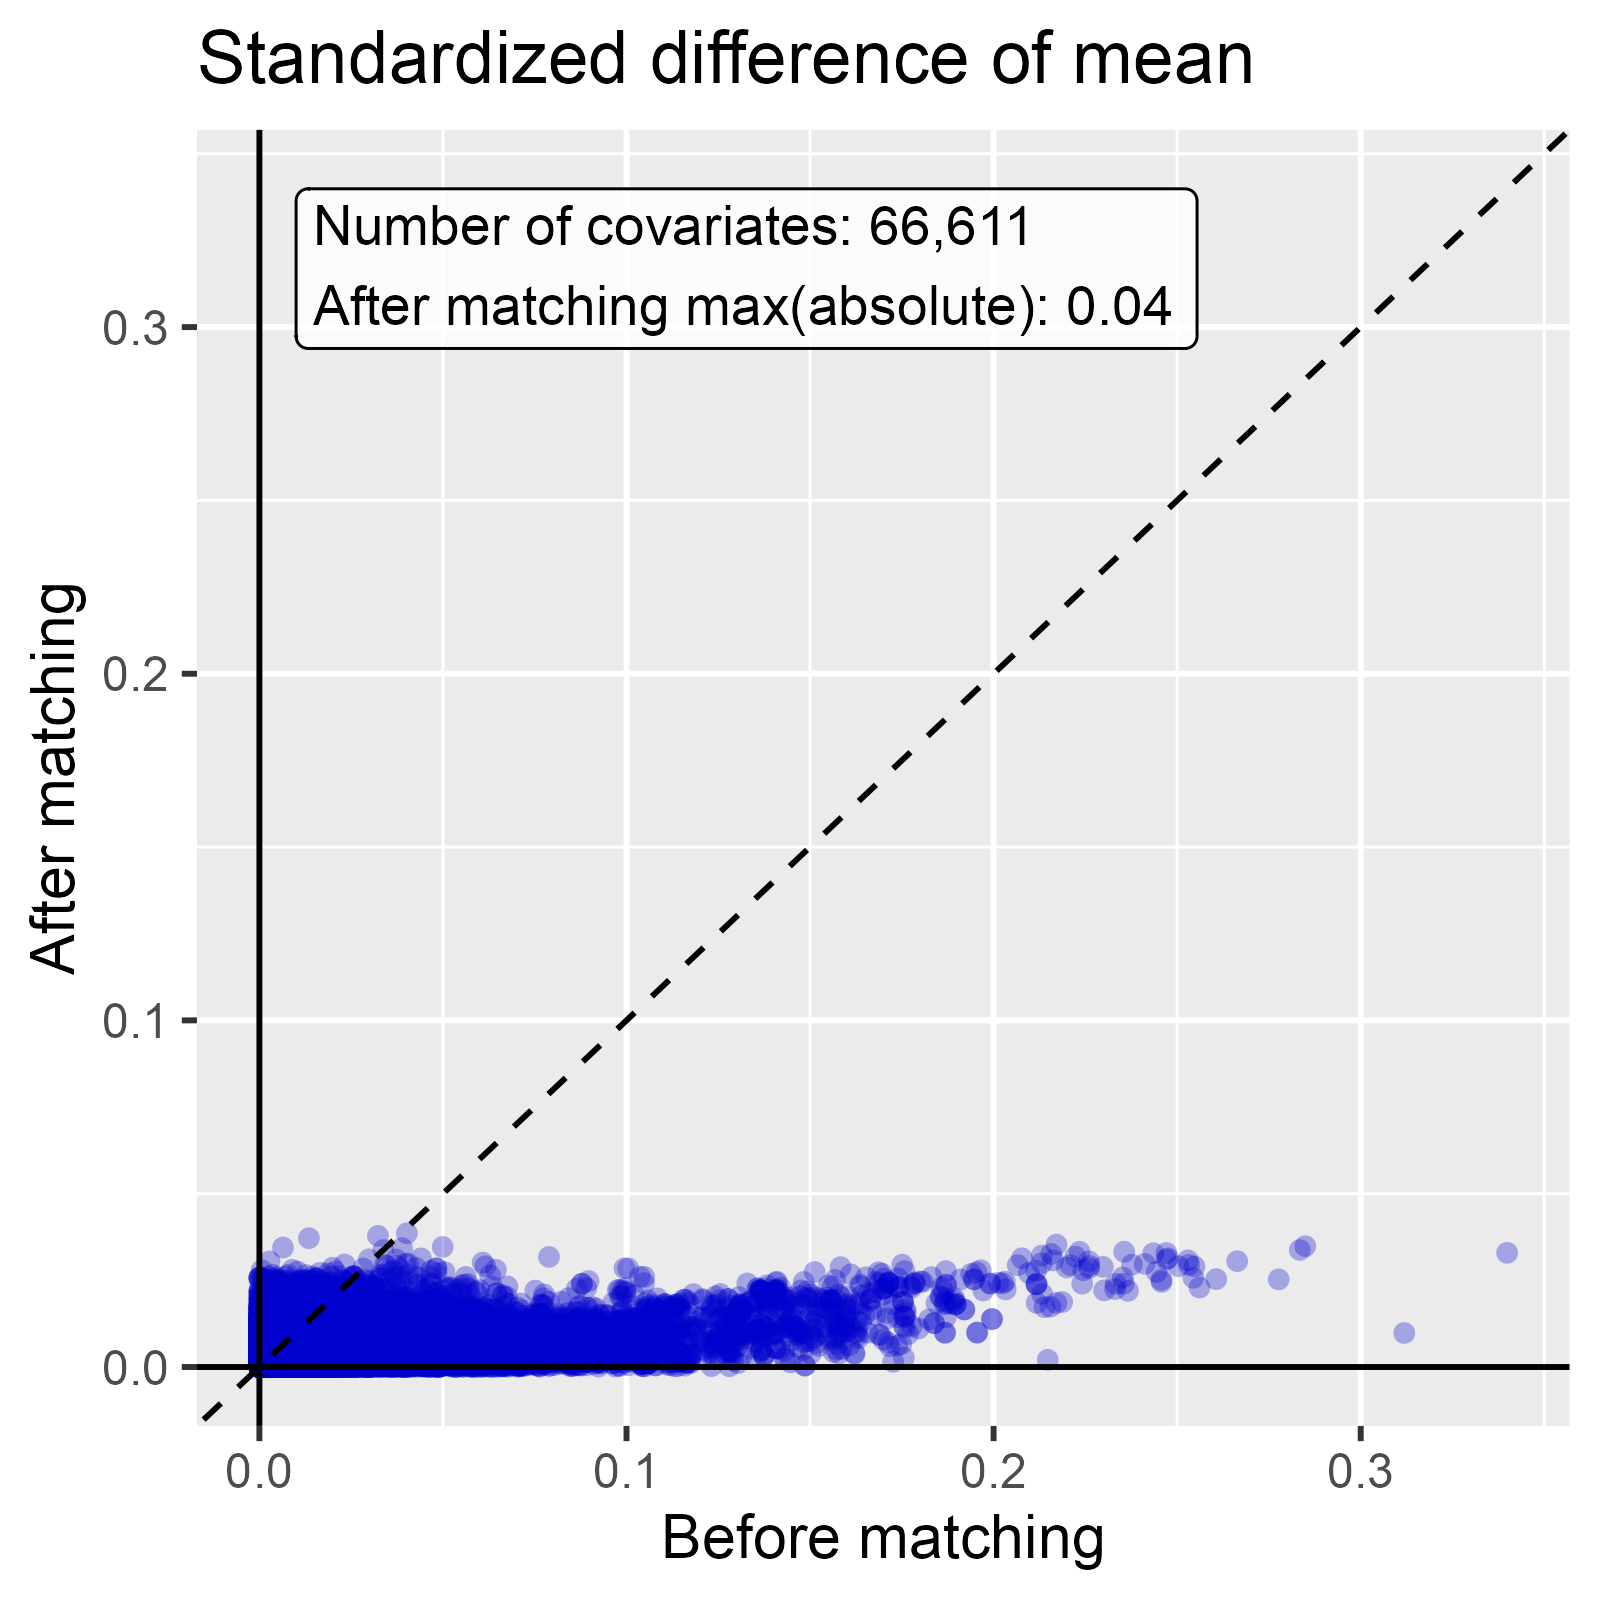 Standardized difference of mean
Number of covariates: 66,611
After matching max(absolute): 0.04
After matching
0.3
0.2
0.1
0.0
0.0
0.1
0.2
0.3
Before matching